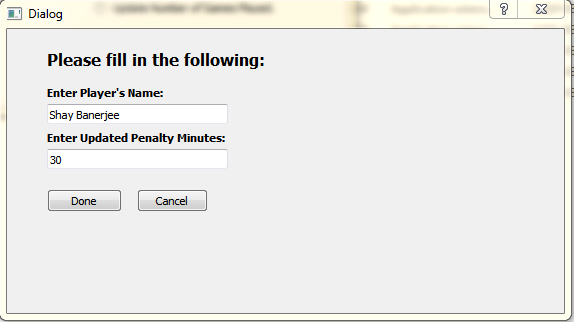 Dialog
Please fill in the following:
Enter Player's Name:
Shay Banerjee
Enter Updated Penalty Minutes:
30
Done Cancel